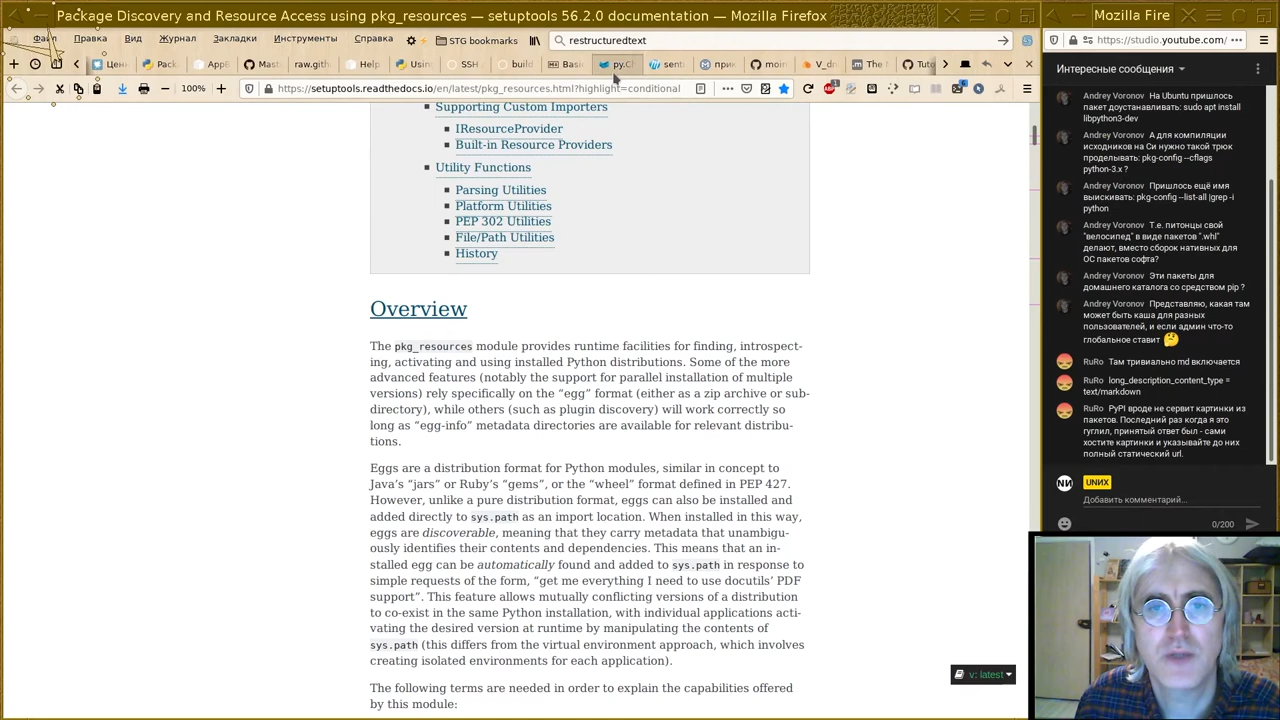 Package Discovery and Resource Access using pkg_resources — setuptools 56.2.0 documentation — Mozilla Firefox
Файл Правка Вид Журнал Закладки Инструменты Справка STG bookmarks restructuredtext
Цени Pack AppC Mast raw.gith Help Using SSH build Basi py.CI senti прик moin V_dn The M Tuto
100% https://setuptools.readthedocs.io/en/latest/pkg_resources.html?highlight=conditional
Supporting Custom Importers
IResourceProvider
Built-in Resource Providers
Utility Functions
Parsing Utilities
Platform Utilities
PEP 302 Utilities
File/Path Utilities
History
Overview
The pkg_resources module provides runtime facilities for finding, introspect-
ing, activating and using installed Python distributions. Some of the more
advanced features (notably the support for parallel installation of multiple
versions) rely specifically on the “egg” format (either as a zip archive or sub-
directory), while others (such as plugin discovery) will work correctly so
long as “egg-info” metadata directories are available for relevant distribu-
tions.
Eggs are a distribution format for Python modules, similar in concept to
Java’s “jars” or Ruby’s “gems”, or the “wheel” format defined in PEP 427.
However, unlike a pure distribution format, eggs can also be installed and
added directly to sys.path as an import location. When installed in this way,
eggs are discoverable, meaning that they carry metadata that unambigu-
ously identifies their contents and dependencies. This means that an in-
stalled egg can be automatically found and added to sys.path in response to
simple requests of the form, “get me everything I need to use docutils’ PDF
support”. This feature allows mutually conflicting versions of a distribution
to co-exist in the same Python installation, with individual applications acti-
vating the desired version at runtime by manipulating the contents of
sys.path (this differs from the virtual environment approach, which involves
creating isolated environments for each application).
The following terms are needed in order to explain the capabilities offered
by this module:
v: latest
Mozilla Fire
https://studio.youtube.com/
Интересные сообщения
Andrey Voronov На Ubuntu пришлось
пакет доустанавливать: sudo apt install
libpython3-dev
Andrey Voronov А для компиляции
исходников на Си нужно такой трюк
проделывать: pkg-config --cflags
python-3.x ?
Andrey Voronov Пришлось ещё имя
выискивать: pkg-config --list-all |grep -i
python
Andrey Voronov Т.е. питонцы свой
"велосипед" в виде пакетов ".whl"
делают, вместо сборок нативных для
ОС пакетов софта?
Andrey Voronov Эти пакеты для
домашнего каталога со средством pip ?
Andrey Voronov Представляю, какая там
может быть каша для разных
пользователей, и если админ что-то
глобальное ставит 🤔
RuRo Там тривиально md включается
RuRo long_description_content_type =
text/markdown
RuRo PyPI вроде не сервит картинки из
пакетов. Последний раз когда я это
гуглил, принятый ответ был - сами
хостите картинки и указывайте до них
полный статический url.
UNиX
Добавить комментарий...
0/200